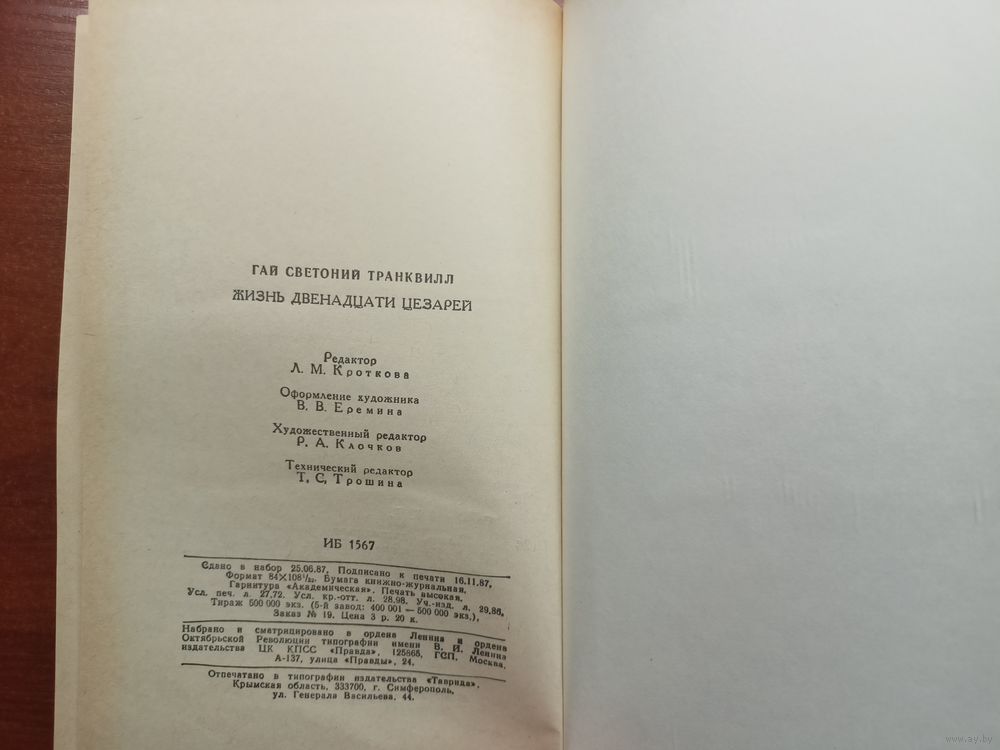 ГАЙ СВЕТОНИЙ ТРАНКВИЛЛ
ЖИЗНЬ ДВЕНАДЦАТИ ЦЕЗАРЕЙ
Редактор
Л. М. Кроткова
Оформление художника
В. В. Еремина
Художественный редактор
Р. А. Клочков
Технический редактор
Т. С. Трошина
ИБ 1567
Сдано в набор 25.06.87. Подписано к печати 16.11.87.
Формат 84×108¹/₃₂. Бумага книжно-журнальная.
Гарнитура «Академическая». Печать высокая.
Усл. печ. л. 27,72. Усл. кр.-отт. л. 28,98. Уч.-изд. л. 29,86.
Тираж 500 000 экз. (5-й завод: 400 001 — 500 000 экз.).
Заказ № 19. Цена 3 р. 20 к.
Набрано и сматрицировано в ордена Ленина и ордена
Октябрьской Революции типографии имени В. И. Ленина
издательства ЦК КПСС «Правда», 125865, ГСП, Москва,
А-137, улица «Правды», 24.
Отпечатано в типографии издательства «Таврида»,
Крымская область, 333700, г. Симферополь,
ул. Генерала Васильева, 44.
www.ay.by